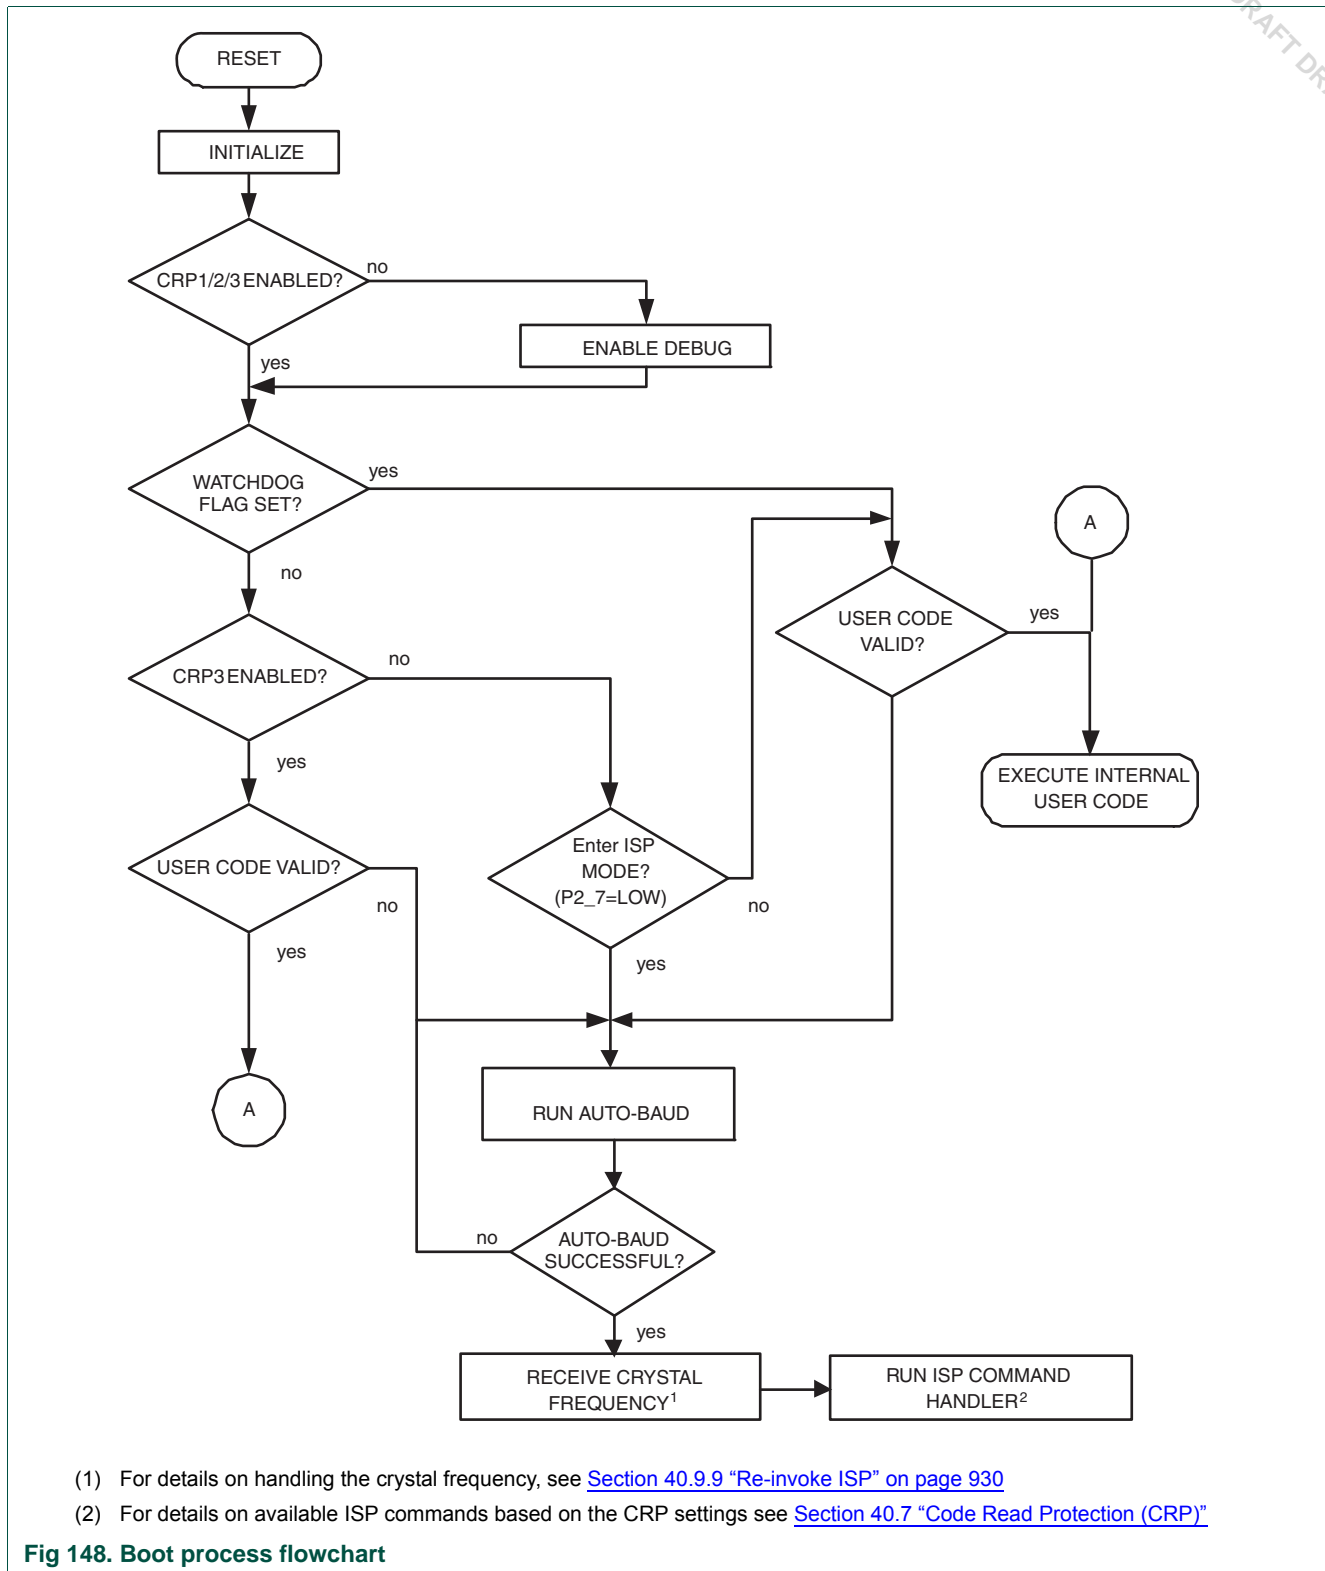 DRAFT
RESET
INITIALIZE
CRP1/2/3 ENABLED?
no
ENABLE DEBUG
yes
WATCHDOG
FLAG SET?
yes
A
no
USER CODE
VALID?
yes
CRP3 ENABLED?
no
yes
EXECUTE INTERNAL
USER CODE
Enter ISP
MODE?
(P2_7=LOW)
USER CODE VALID?
no
no
yes
yes
A
RUN AUTO-BAUD
no
AUTO-BAUD
SUCCESSFUL?
yes
RECEIVE CRYSTAL
FREQUENCY1
RUN ISP COMMAND
HANDLER2
(1) For details on handling the crystal frequency, see Section 40.9.9 “Re-invoke ISP” on page 930
(2) For details on available ISP commands based on the CRP settings see Section 40.7 “Code Read Protection (CRP)”
Fig 148. Boot process flowchart